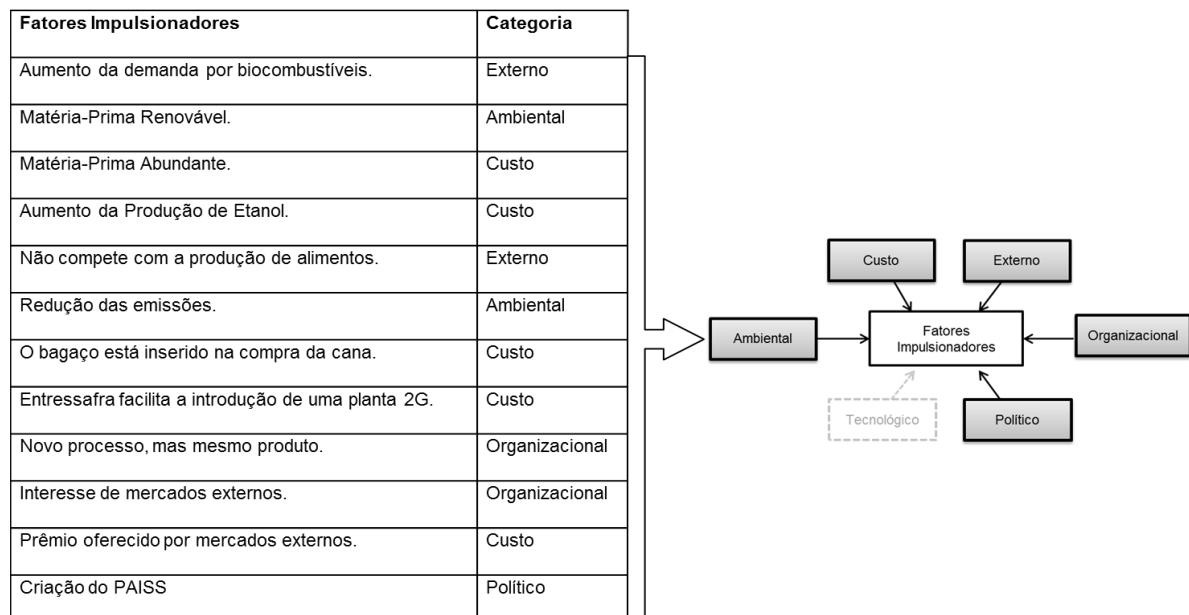 Fatores Impulsionadores Categoria
Aumento da demanda por biocombustíveis. Externo
Matéria-Prima Renovável. Ambiental
Matéria-Prima Abundante. Custo
Aumento da Produção de Etanol. Custo
Não compete com a produção de alimentos. Externo
Redução das emissões. Ambiental
O bagaço está inserido na compra da cana. Custo
Entressafra facilita a introdução de uma planta 2G. Custo
Novo processo, mas mesmo produto. Organizacional
Interesse de mercados externos. Organizacional
Prêmio oferecido por mercados externos. Custo
Criação do PAISS Político
Custo Externo
Ambiental
Fatores
Impulsionadores
Organizacional
Tecnológico Político